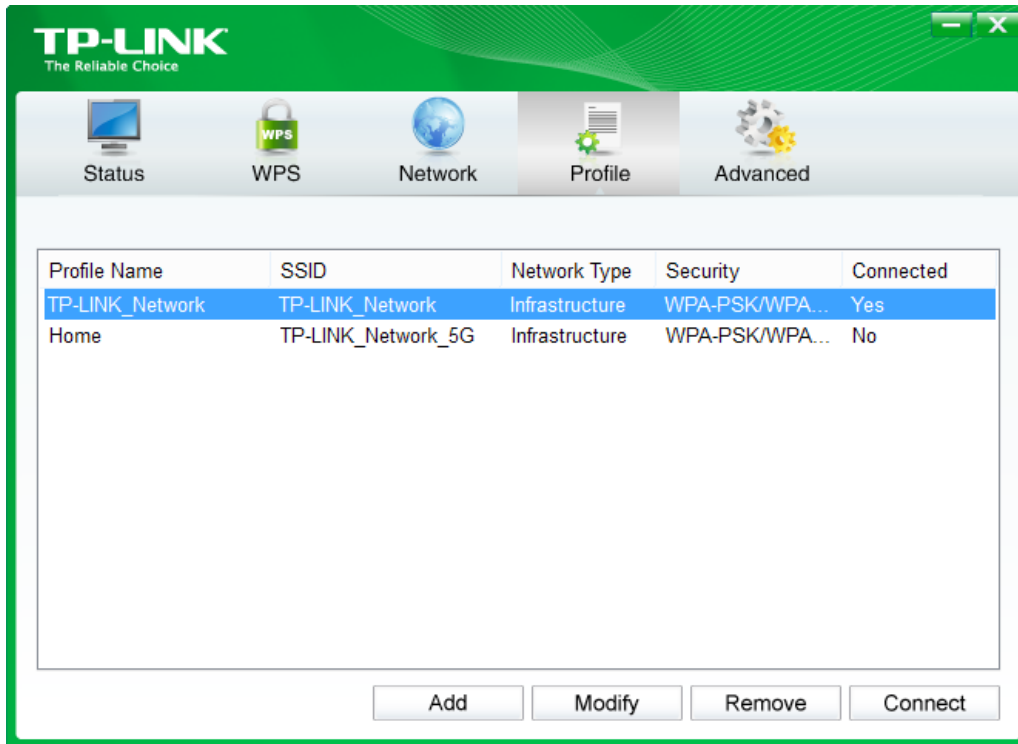 TP-LINK
The Reliable Choice
WPS
Status WPS Network Profile Advanced
Profile Name SSID Network Type Security Connected
TP-LINK_Network TP-LINK_Network Infrastructure WPA-PSK/WPA... Yes
Home TP-LINK_Network_5G Infrastructure WPA-PSK/WPA... No
Add Modify Remove Connect